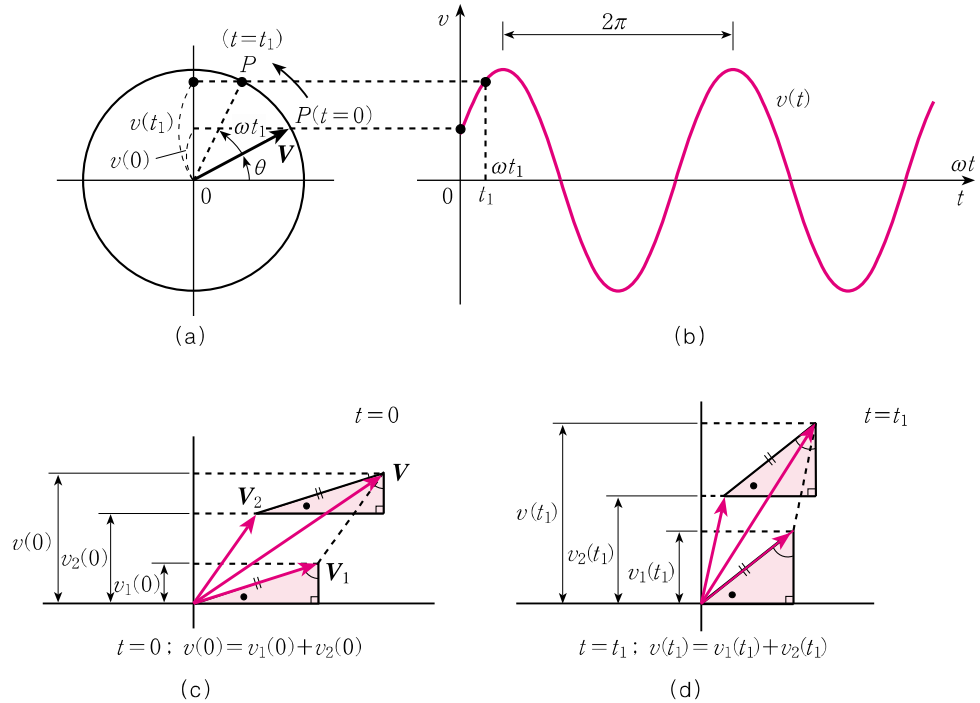 (t=t₁)
P
P(t=0)
v(t₁)
v(0)
ωt₁
V
θ
0
(a)
v
2π
v(t)
ωt₁
0
t₁
ωt
t
(b)
t=0
V₂
V
v(0)
v₂(0)
v₁(0)
V₁
t=0 ; v(0)=v₁(0)+v₂(0)
(c)
t=t₁
v(t₁)
v₂(t₁)
v₁(t₁)
t=t₁ ; v(t₁)=v₁(t₁)+v₂(t₁)
(d)